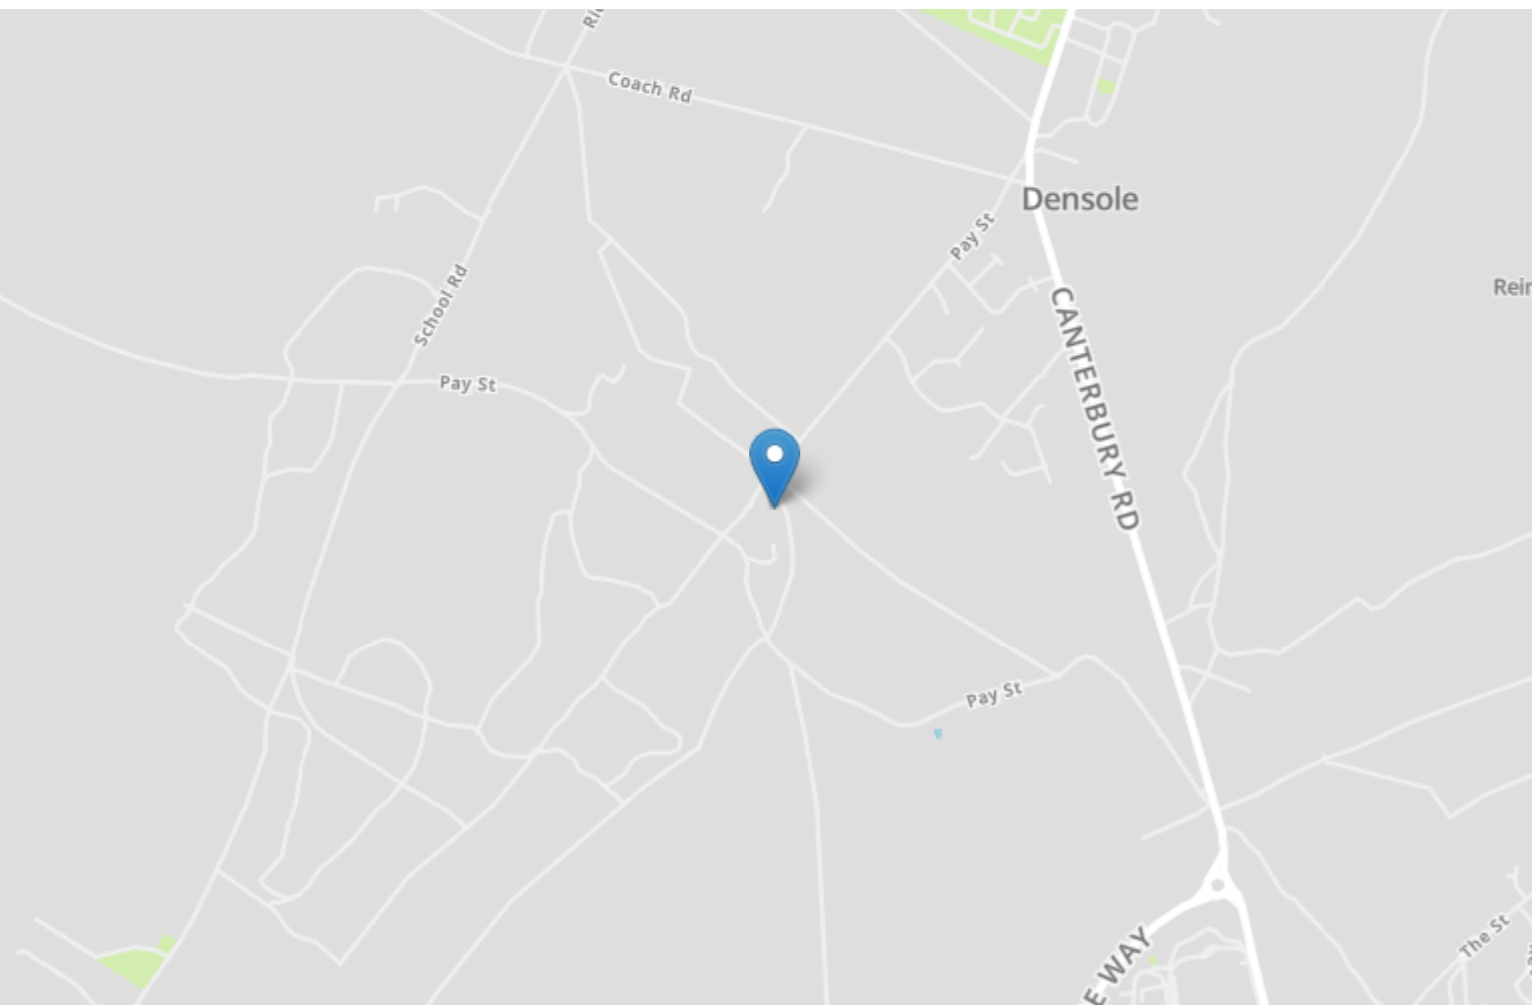 Coach Rd
Densole
Pay St
School Rd
CANTERBURY RD
Pay St
Pay St
The St